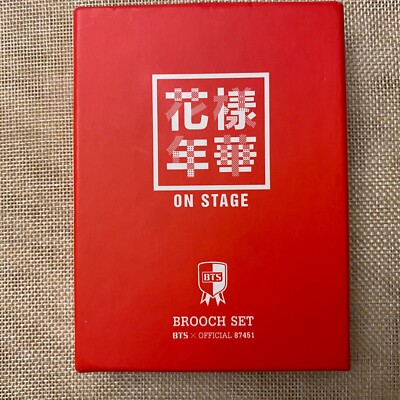 花樣
年華
ON STAGE
BTS
BROOCH SET
BTS × OFFICIAL 87451